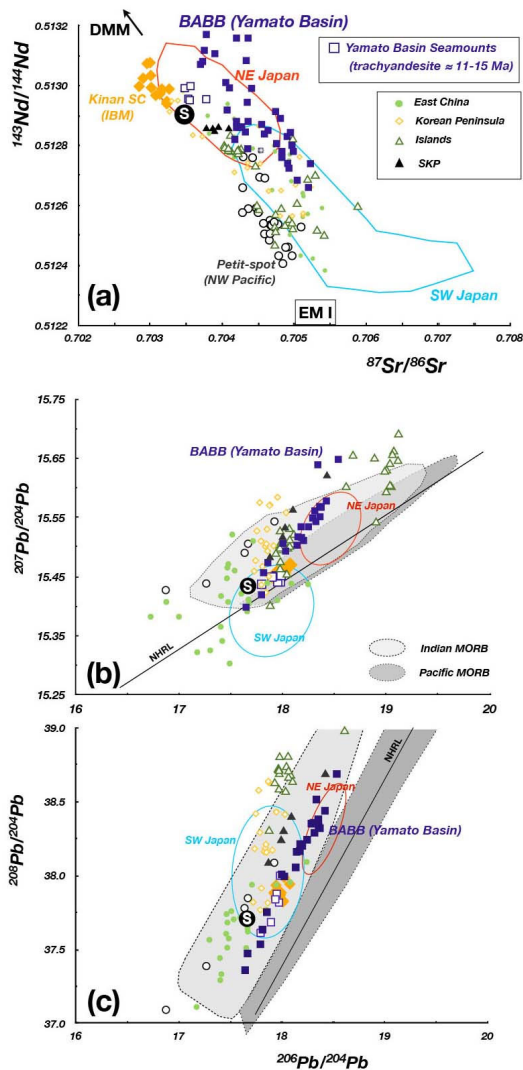 DMM
BABB (Yamato Basin)
NE Japan
Yamato Basin Seamounts
(trachyandesite ≈ 11-15 Ma)
Kinan SC
(IBM)
S
East China
Korean Peninsula
Islands
SKP
Petit-spot
(NW Pacific)
SW Japan
EM I
(a)
¹⁴³Nd/¹⁴⁴Nd
0.5132
0.5130
0.5128
0.5126
0.5124
0.5122
0.702
0.703
0.704
0.705
0.706
0.707
0.708
⁸⁷Sr/⁸⁶Sr
15.75
15.65
15.55
15.45
15.35
15.25
²⁰⁷Pb/²⁰⁴Pb
BABB (Yamato Basin)
NE Japan
S
SW Japan
NHRL
Indian MORB
Pacific MORB
(b)
16
17
18
19
20
39.0
38.5
38.0
37.5
37.0
²⁰⁸Pb/²⁰⁴Pb
NHRL
NE Japan
SW Japan
BABB (Yamato Basin)
S
(c)
16
17
18
19
20
²⁰⁶Pb/²⁰⁴Pb